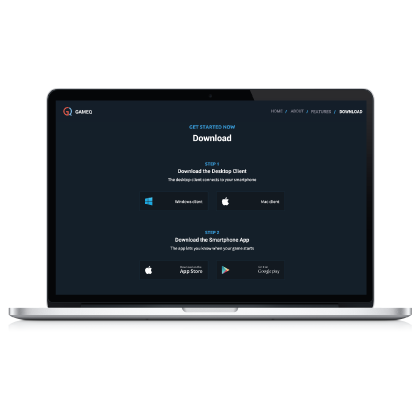 GAMEQ
HOME / ABOUT / FEATURES / DOWNLOAD
GET STARTED NOW
Download
STEP 1
Download the Desktop Client
The desktop client connects to your smartphone
Windows client
Mac client
STEP 2
Download the Smartphone App
The app lets you know when your game starts
App Store
Google play